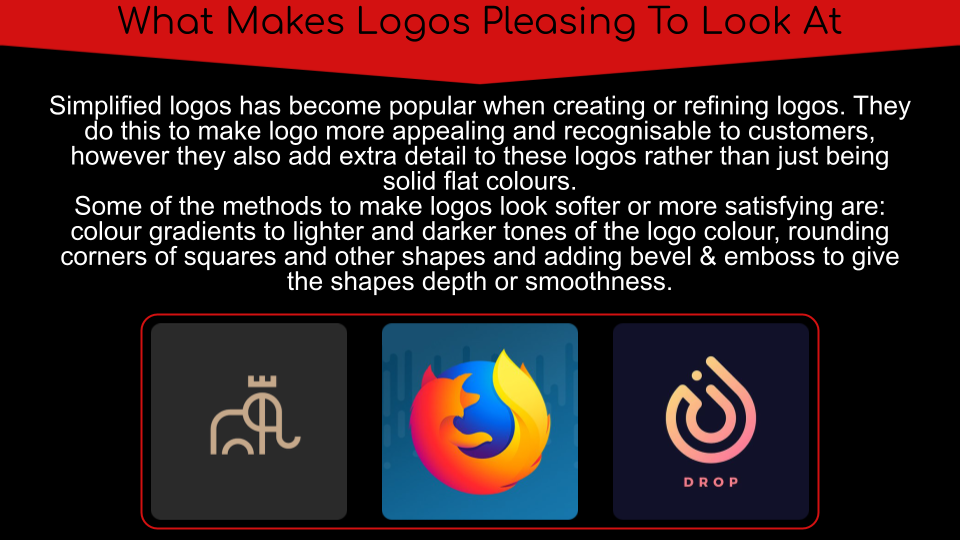 What Makes Logos Pleasing To Look At
Simplified logos has become popular when creating or refining logos. They
do this to make logo more appealing and recognisable to customers,
however they also add extra detail to these logos rather than just being
solid flat colours.
Some of the methods to make logos look softer or more satisfying are:
colour gradients to lighter and darker tones of the logo colour, rounding
corners of squares and other shapes and adding bevel & emboss to give
the shapes depth or smoothness.
DROP